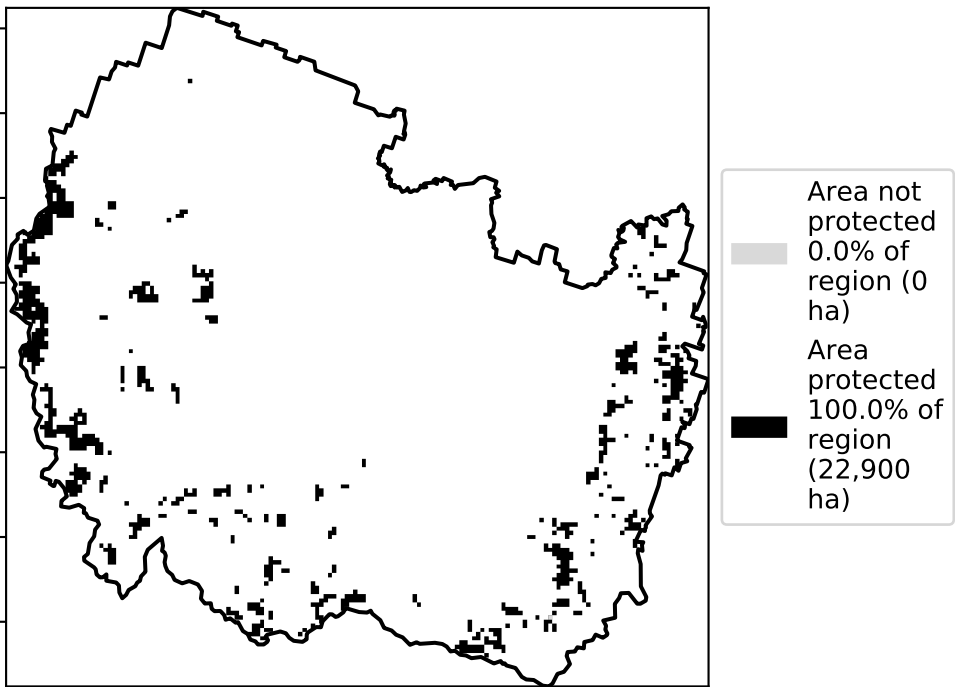 Area not
protected
0.0% of
region (0
ha)
Area
protected
100.0% of
region
(22,900
ha)